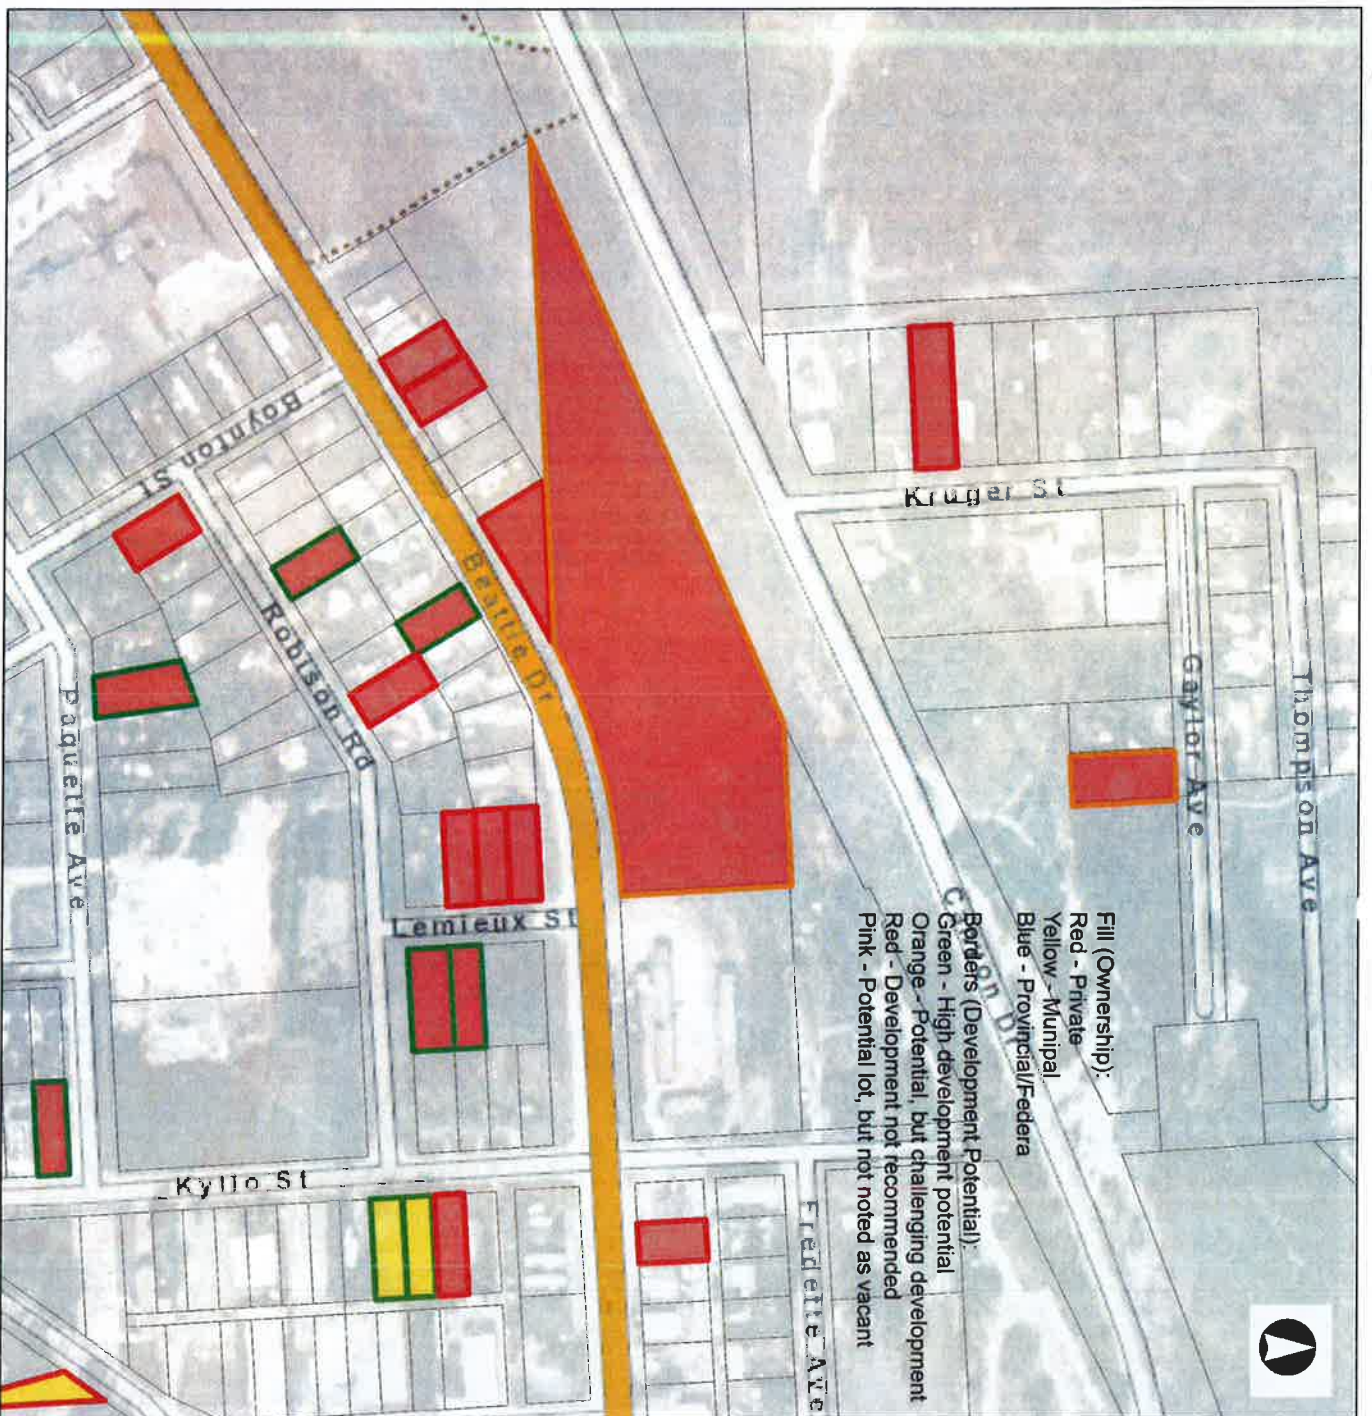 Fill (Ownership):
Red - Private
Yellow - Munipal
Blue - Provincial/Federa
Borders (Development Potential):
Green - High development potential
Orange - Potential, but challenging development
Red - Development not recommended
Pink - Potential lot, but not noted as vacant
Thompson Ave
Gaylor Ave
Kruger St
Beattie Dr
Boynton St
Robison Rd
Paquette Ave
Lemieux St
Kyllo St
Fredette Ave